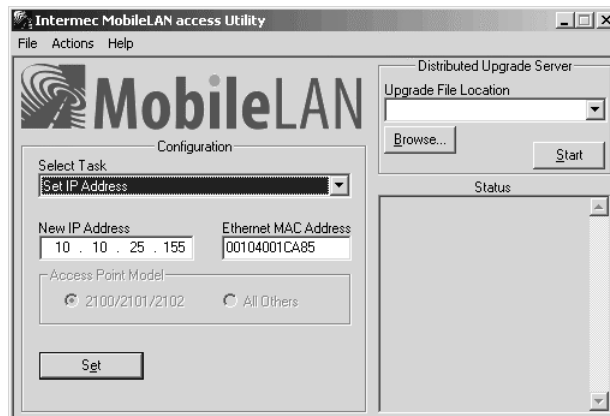 Intermec MobileLAN access Utility
File Actions Help
MobileLAN
Configuration
Select Task
Set IP Address
New IP Address Ethernet MAC Address
10 . 10 . 25 . 155 00104001CA85
Access Point Model
2100/2101/2102 All Others
Set
Distributed Upgrade Server
Upgrade File Location
Browse...
Start
Status